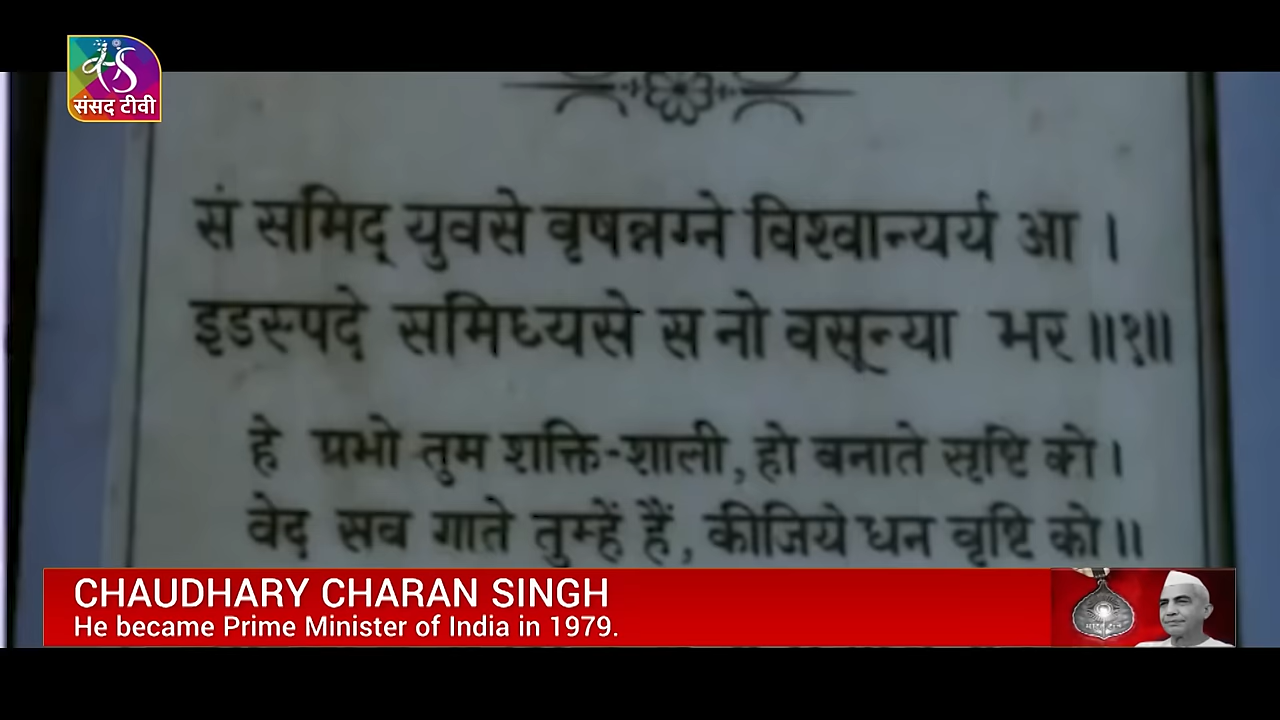 संसद टीवी
सं समिद् युवसे वृषन्नग्ने विश्वान्यर्य आ ।
इडस्पदे समिध्यसे स नो वसून्या भर ॥१॥
हे प्रभो तुम शक्ति-शाली, हो बनाते सृष्टि को।
वेद सब गाते तुम्हें हैं, कीजिये धन वृष्टि को॥
CHAUDHARY CHARAN SINGH
He became Prime Minister of India in 1979.